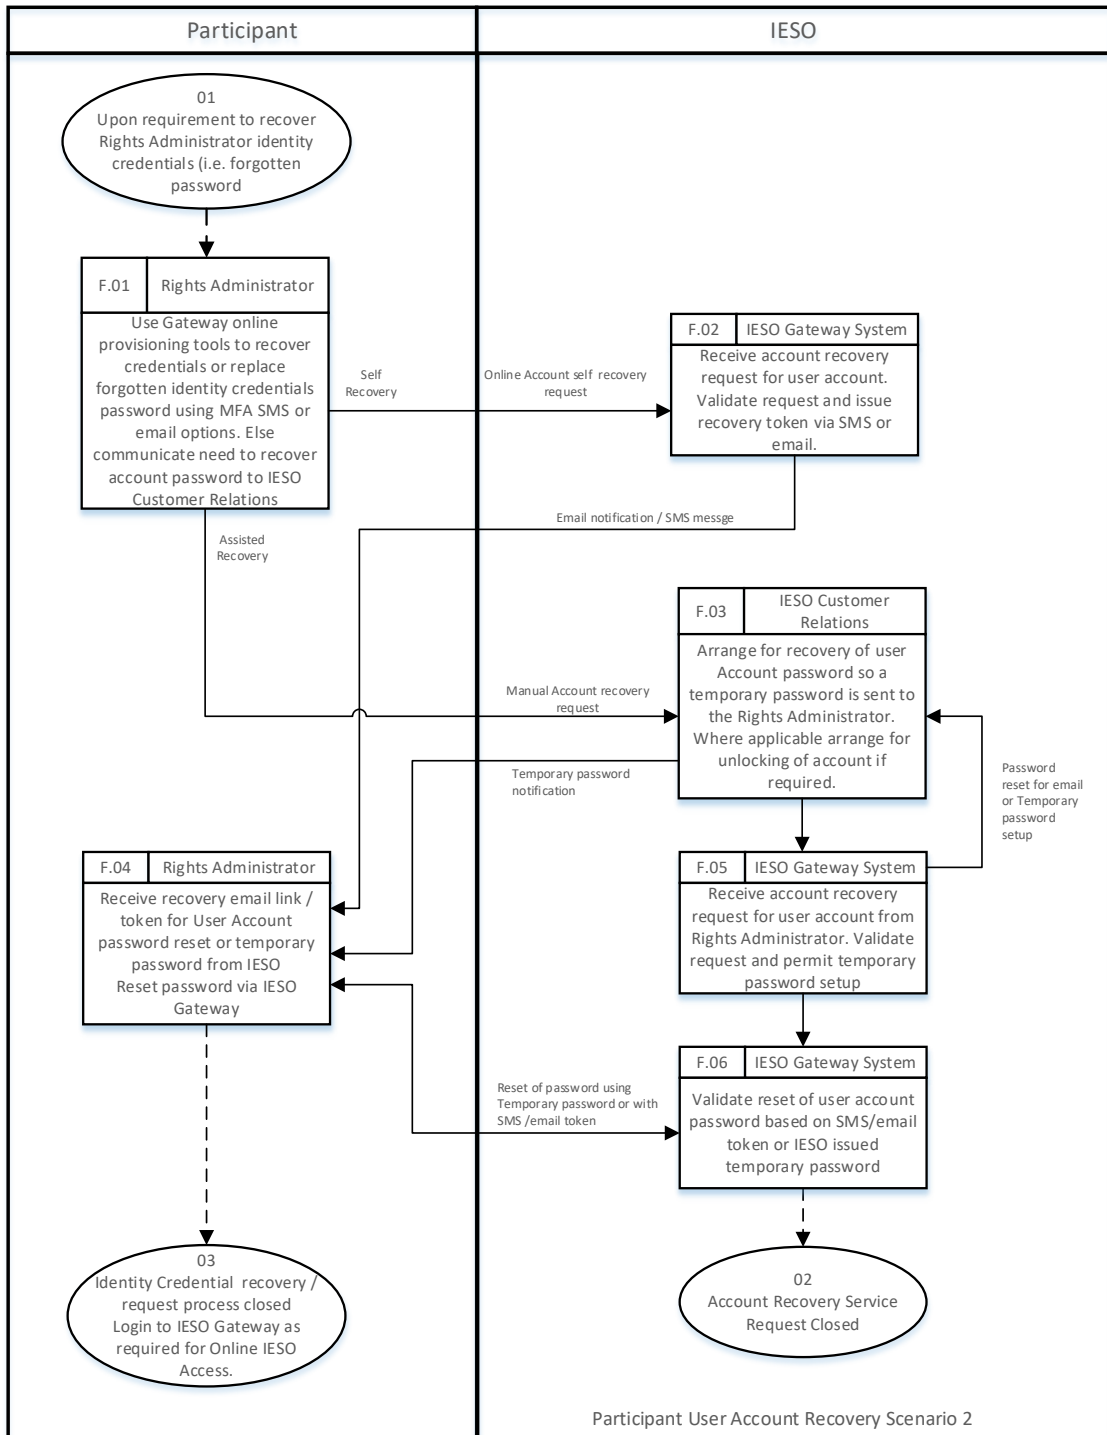 Participant
IESO
01
Upon requirement to recover
Rights Administrator identity
credentials (i.e. forgotten
password
F.01
Rights Administrator
Use Gateway online
provisioning tools to recover
credentials or replace
forgotten identity credentials
password using MFA SMS or
email options. Else
communicate need to recover
account password to IESO
Customer Relations
Self
Recovery
Online Account self recovery
request
F.02
IESO Gateway System
Receive account recovery
request for user account.
Validate request and issue
recovery token via SMS or
email.
Email notification / SMS messge
Assisted
Recovery
F.03
IESO Customer
Relations
Arrange for recovery of user
Account password so a
temporary password is sent to
the Rights Administrator.
Where applicable arrange for
unlocking of account if
required.
Manual Account recovery
request
Temporary password
notification
Password
reset for email
or Temporary
password
setup
F.04
Rights Administrator
Receive recovery email link /
token for User Account
password reset or temporary
password from IESO
Reset password via IESO
Gateway
F.05
IESO Gateway System
Receive account recovery
request for user account from
Rights Administrator. Validate
request and permit temporary
password setup
F.06
IESO Gateway System
Validate reset of user account
password based on SMS/email
token or IESO issued
temporary password
Reset of password using
Temporary password or with
SMS /email token
03
Identity Credential recovery /
request process closed
Login to IESO Gateway as
required for Online IESO
Access.
02
Account Recovery Service
Request Closed
Participant User Account Recovery Scenario 2